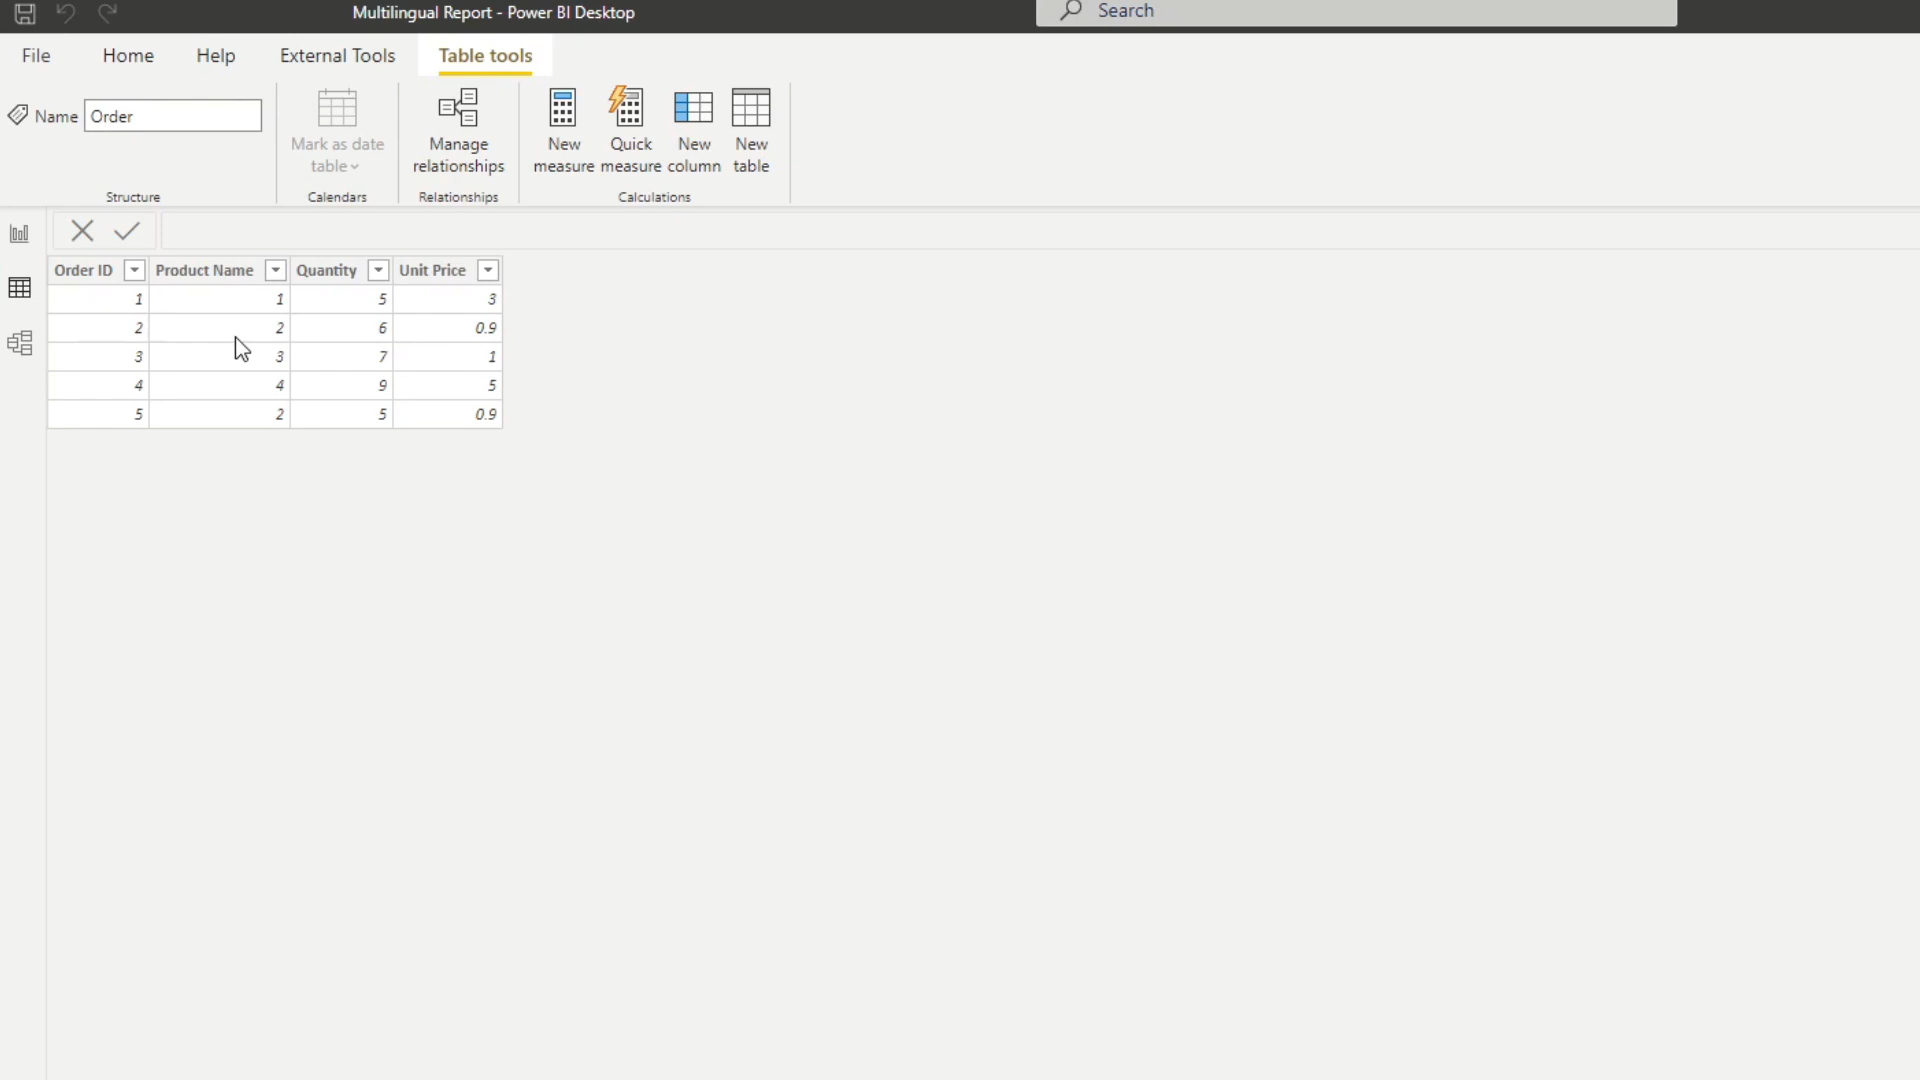 Multilingual Report - Power BI Desktop
Search
File Home Help External Tools Table tools
Name Order
Mark as date table
Manage relationships
New measure
Quick measure
New column
New table
Structure Calendars Relationships Calculations
Order ID Product Name Quantity Unit Price
1 1 5 3
2 2 6 0.9
3 3 7 1
4 4 9 5
5 2 5 0.9